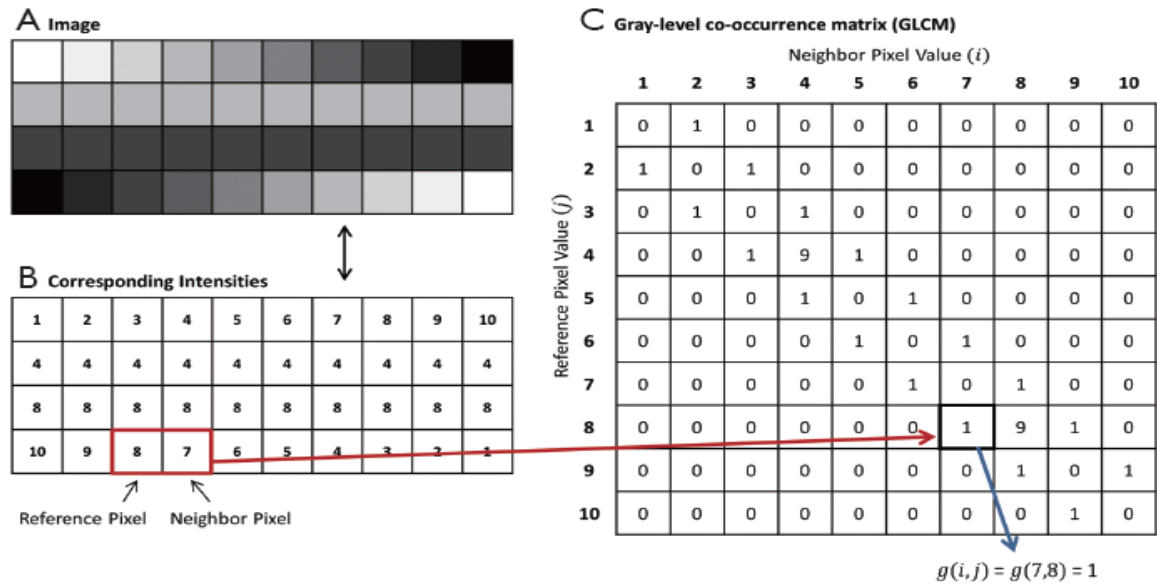 A Image
B Corresponding Intensities
1 2 3 4 5 6 7 8 9 10
4 4 4 4 4 4 4 4 4 4
8 8 8 8 8 8 8 8 8 8
10 9 8 7 6 5 4 3 2 1
Reference Pixel Neighbor Pixel
C Gray-level co-occurrence matrix (GLCM)
Neighbor Pixel Value (i)
Reference Pixel Value (j)
1 2 3 4 5 6 7 8 9 10
1 0 1 0 0 0 0 0 0 0 0
2 1 0 1 0 0 0 0 0 0 0
3 0 1 0 1 0 0 0 0 0 0
4 0 0 1 9 1 0 0 0 0 0
5 0 0 0 1 0 1 0 0 0 0
6 0 0 0 0 1 0 1 0 0 0
7 0 0 0 0 0 1 0 1 0 0
8 0 0 0 0 0 0 1 9 1 0
9 0 0 0 0 0 0 0 1 0 1
10 0 0 0 0 0 0 0 0 1 0
g(i,j) = g(7,8) = 1